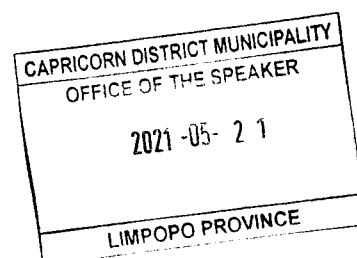 CAPRICORN DISTRICT MUNICIPALITY
OFFICE OF THE SPEAKER
2021 -05- 2 1
LIMPOPO PROVINCE